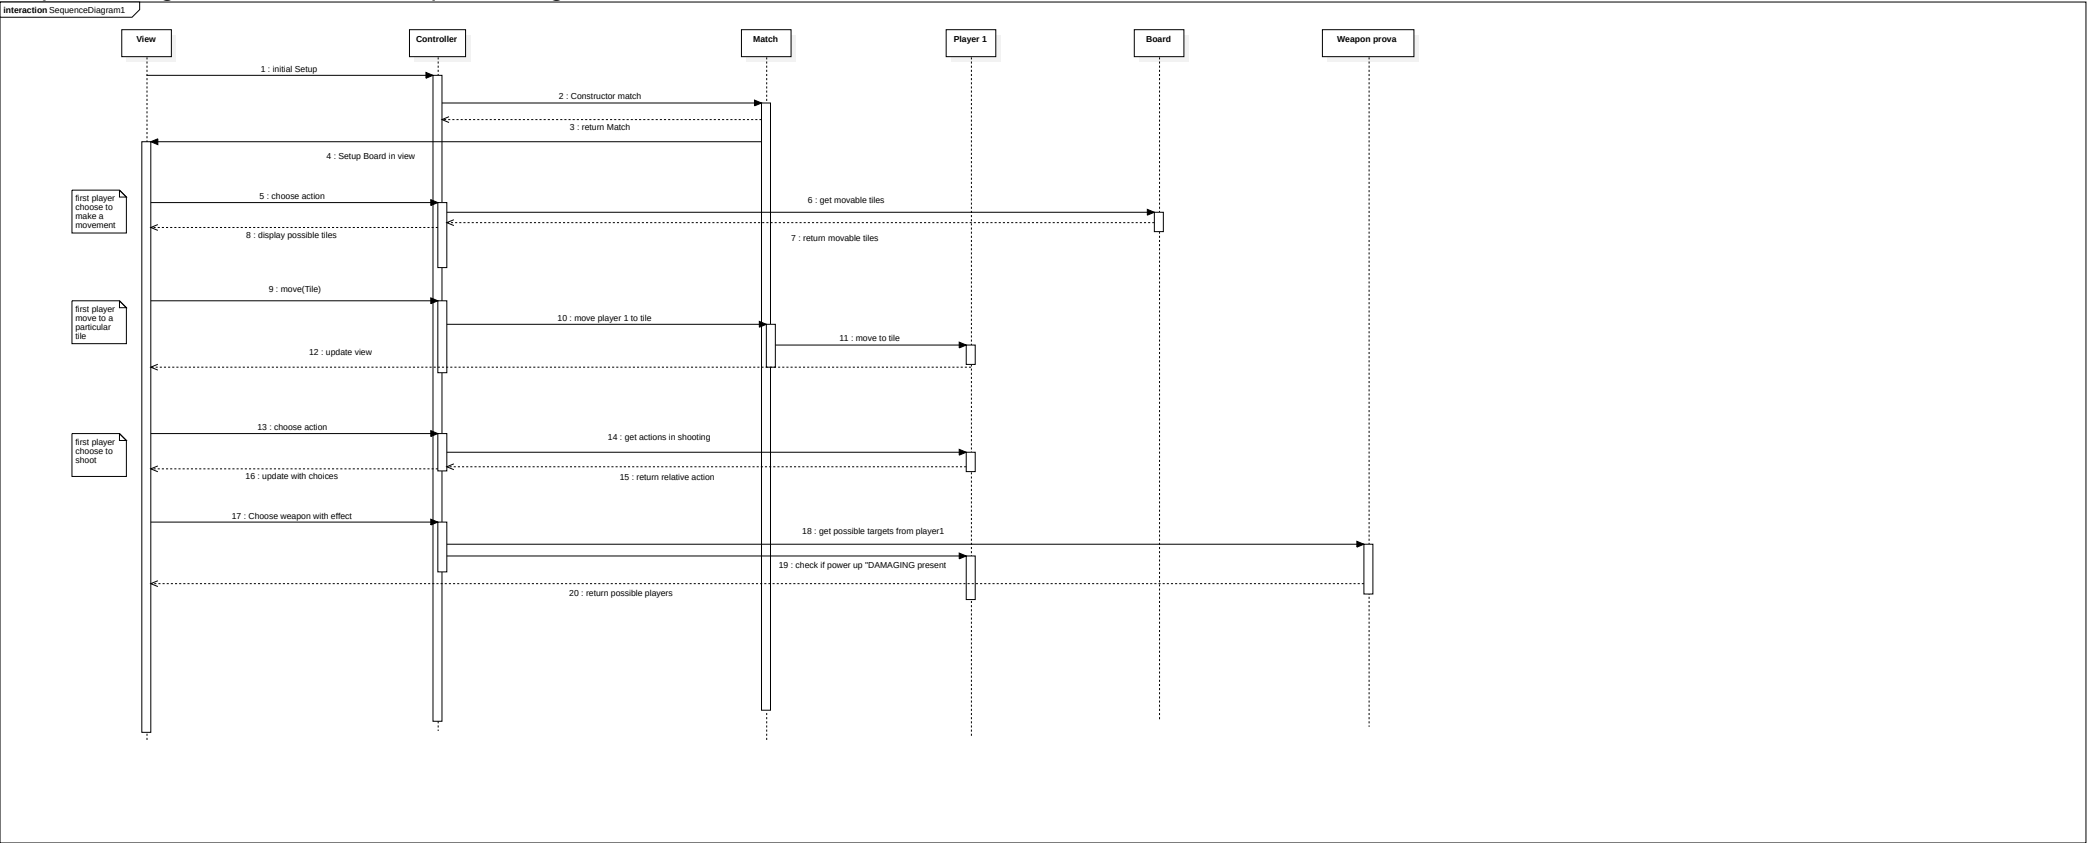 interaction SequenceDiagram1
View
Controller
Match
Player 1
Board
Weapon prova
1 : initial Setup
2 : Constructor match
3 : return Match
4 : Setup Board in view
first player
choose to
make a
movement
5 : choose action
6 : get movable tiles
7 : return movable tiles
8 : display possible tiles
first player
move to a
particular
tile
9 : move(Tile)
10 : move player 1 to tile
11 : move to tile
12 : update view
first player
choose to
shoot
13 : choose action
14 : get actions in shooting
15 : return relative action
16 : update with choices
17 : Choose weapon with effect
18 : get possible targets from player1
19 : check if power up "DAMAGING present
20 : return possible players